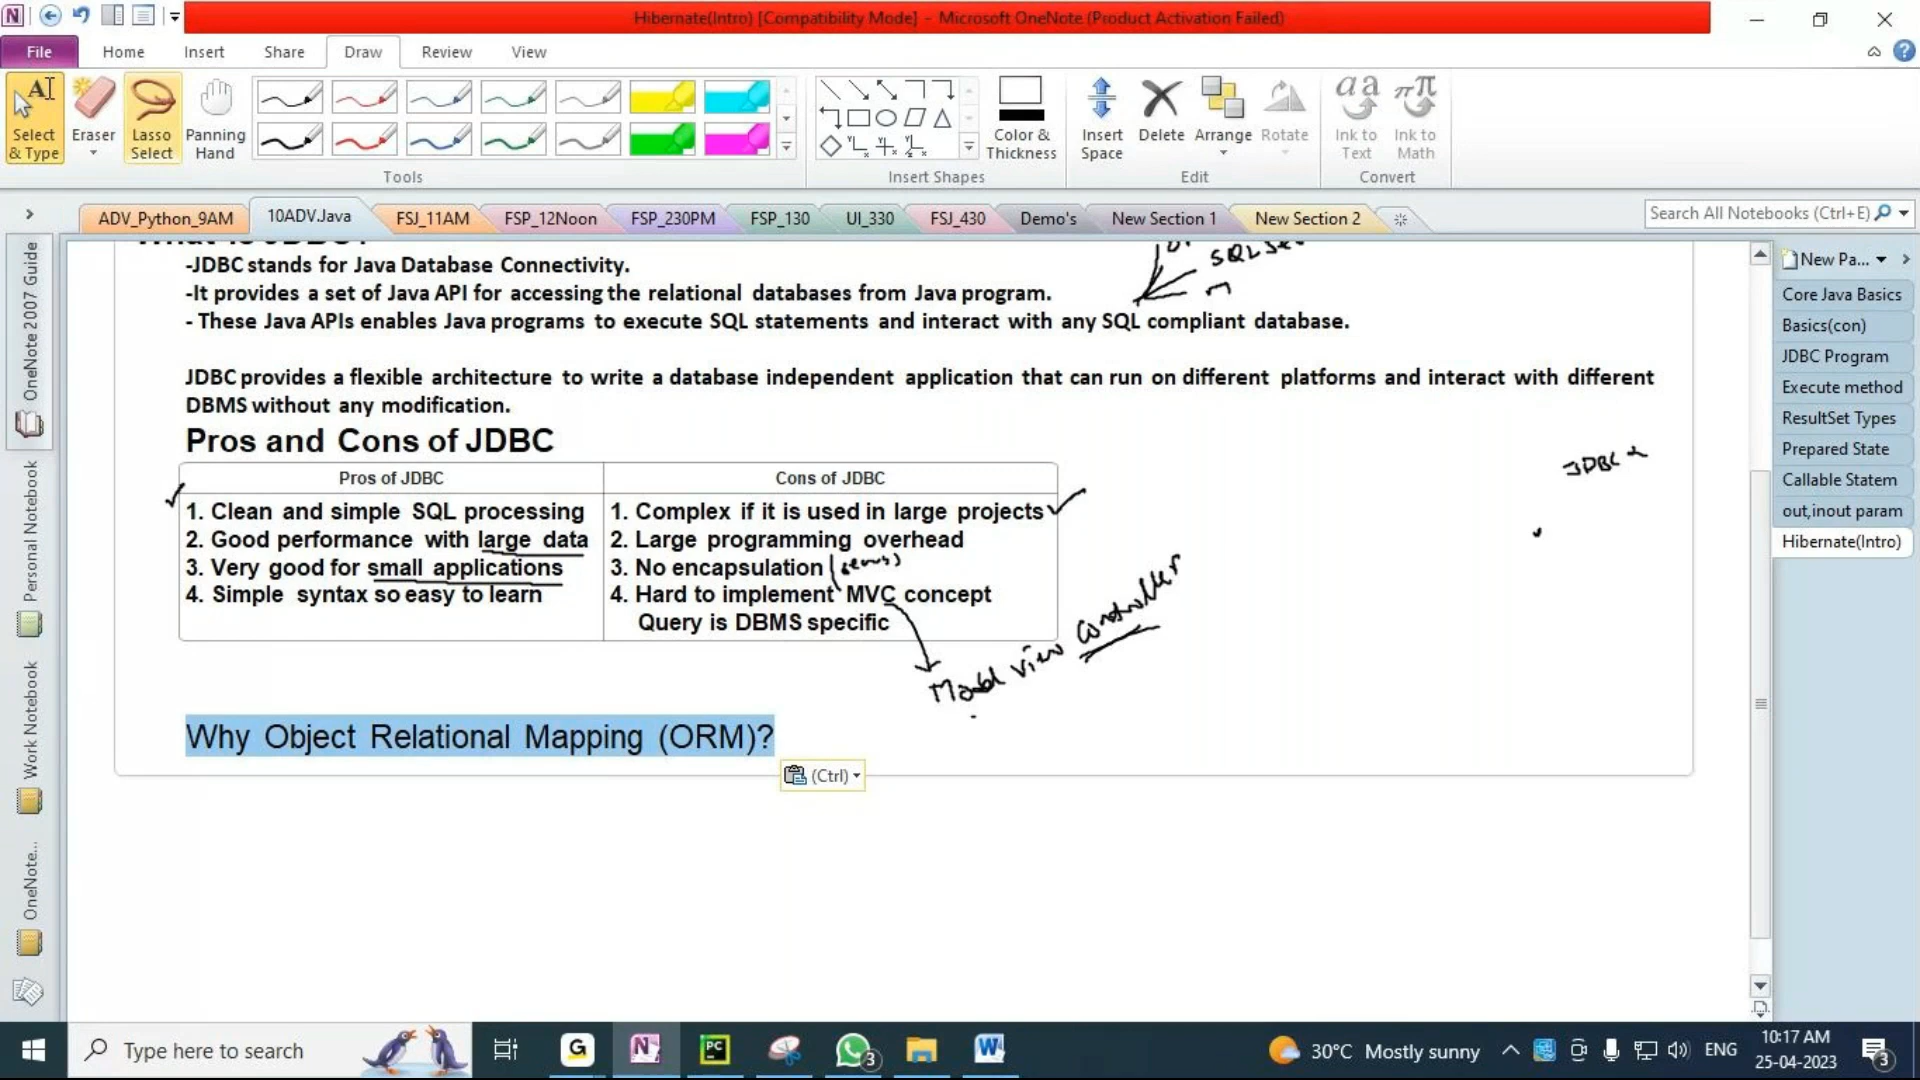 Hibernate(Intro) [Compatibility Mode] - Microsoft OneNote (Product Activation Failed)
File Home Insert Share Draw Review View
Select & Type
Eraser
Lasso Select
Panning Hand
Color & Thickness
Insert Space
Delete
Arrange
Rotate
Ink to Text
Ink to Math
Tools
Insert Shapes
Edit
Convert
ADV_Python_9AM 10ADV.Java FSJ_11AM FSP_12Noon FSP_230PM FSP_130 UI_330 FSJ_430 Demo's New Section 1 New Section 2
Search All Notebooks (Ctrl+E)
OneNote 2007 Guide
Personal Notebook
Work Notebook
OneNote...
What is JDBC?
-JDBC stands for Java Database Connectivity.
-It provides a set of Java API for accessing the relational databases from Java program.
- These Java APIs enables Java programs to execute SQL statements and interact with any SQL compliant database.
JDBC provides a flexible architecture to write a database independent application that can run on different platforms and interact with different
DBMS without any modification.
Pros and Cons of JDBC
Pros of JDBC
1. Clean and simple SQL processing
2. Good performance with large data
3. Very good for small applications
4. Simple syntax so easy to learn
Cons of JDBC
1. Complex if it is used in large projects
2. Large programming overhead
3. No encapsulation
4. Hard to implement MVC concept
Query is DBMS specific
Model view controller
JDBC
Why Object Relational Mapping (ORM)?
(Ctrl)
New Pa...
Core Java Basics
Basics(con)
JDBC Program
Execute method
ResultSet Types
Prepared State
Callable Statem
out,inout param
Hibernate(Intro)
Type here to search
G
PC
3
W
30°C Mostly sunny
ENG
10:17 AM
25-04-2023
3